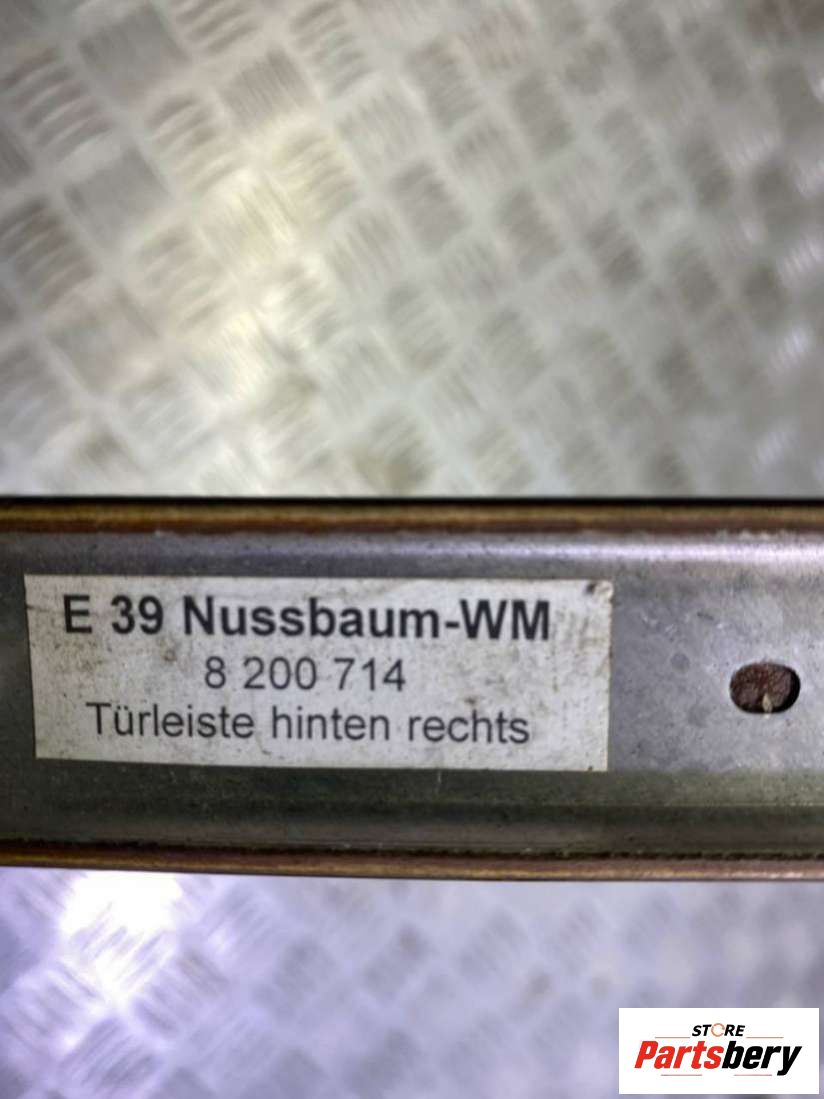 E 39 Nussbaum-WM
8 200 714
Türleiste hinten rechts
STORE
Partsbery